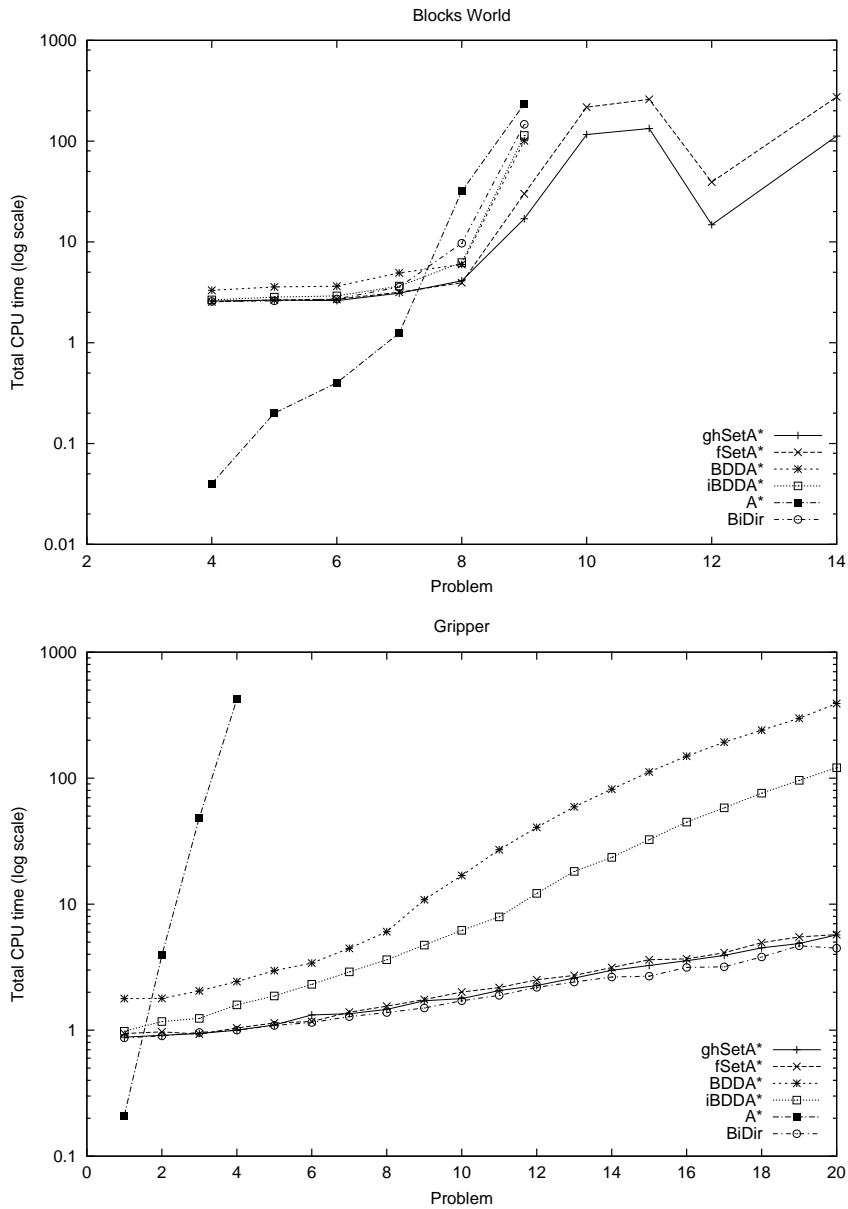 Blocks World
1000
100
10
1
0.1
0.01
Total CPU time (log scale)
2 4 6 8 10 12 14
Problem
ghSetA*
fSetA*
BDDA*
iBDDA*
A*
BiDir
Gripper
1000
100
10
1
0.1
Total CPU time (log scale)
0 2 4 6 8 10 12 14 16 18 20
Problem
ghSetA*
fSetA*
BDDA*
iBDDA*
A*
BiDir